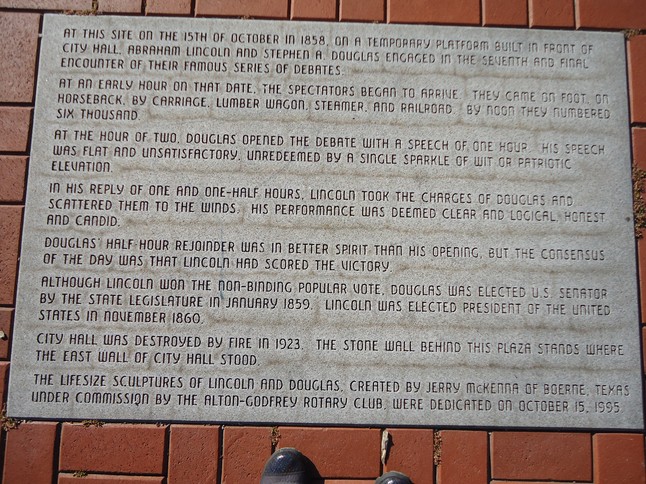 AT THIS SITE ON THE 15TH OF OCTOBER IN 1858, ON A TEMPORARY PLATFORM BUILT IN FRONT OF
CITY HALL, ABRAHAM LINCOLN AND STEPHEN A. DOUGLAS ENGAGED IN THE SEVENTH AND FINAL
ENCOUNTER OF THEIR FAMOUS SERIES OF DEBATES.
AT AN EARLY HOUR ON THAT DATE, THE SPECTATORS BEGAN TO ARRIVE. THEY CAME ON FOOT, ON
HORSEBACK, BY CARRIAGE, LUMBER WAGON, STEAMER, AND RAILROAD. BY NOON THEY NUMBERED
SIX THOUSAND.
AT THE HOUR OF TWO, DOUGLAS OPENED THE DEBATE WITH A SPEECH OF ONE HOUR. HIS SPEECH
WAS FLAT AND UNSATISFACTORY, UNREDEEMED BY A SINGLE SPARKLE OF WIT OR PATRIOTIC
ELEVATION.
IN HIS REPLY OF ONE AND ONE-HALF HOURS, LINCOLN TOOK THE CHARGES OF DOUGLAS AND
SCATTERED THEM TO THE WINDS. HIS PERFORMANCE WAS DEEMED CLEAR AND LOGICAL, HONEST
AND CANDID.
DOUGLAS' HALF-HOUR REJOINDER WAS IN BETTER SPIRIT THAN HIS OPENING, BUT THE CONSENSUS
OF THE DAY WAS THAT LINCOLN HAD SCORED THE VICTORY.
ALTHOUGH LINCOLN WON THE NON-BINDING POPULAR VOTE, DOUGLAS WAS ELECTED U.S. SENATOR
BY THE STATE LEGISLATURE IN JANUARY 1859. LINCOLN WAS ELECTED PRESIDENT OF THE UNITED
STATES IN NOVEMBER 1860.
CITY HALL WAS DESTROYED BY FIRE IN 1923. THE STONE WALL BEHIND THIS PLAZA STANDS WHERE
THE EAST WALL OF CITY HALL STOOD.
THE LIFESIZE SCULPTURES OF LINCOLN AND DOUGLAS, CREATED BY JERRY McKENNA OF BOERNE, TEXAS
UNDER COMMISSION BY THE ALTON-GODFREY ROTARY CLUB, WERE DEDICATED ON OCTOBER 15, 1995.